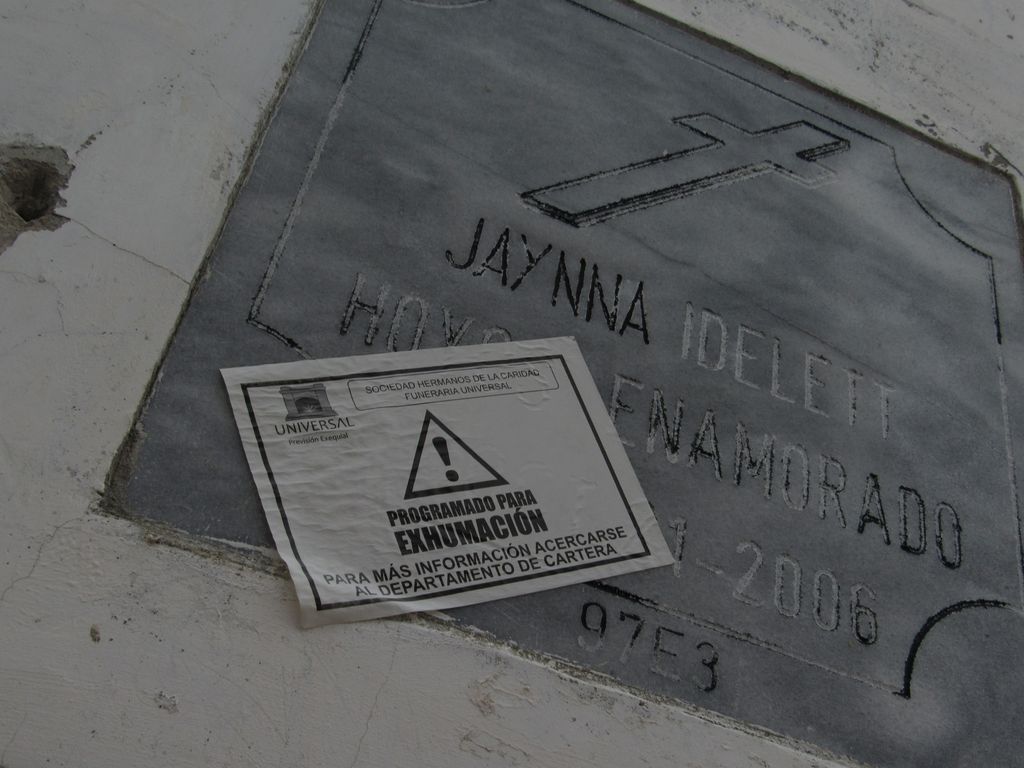 JAYNNA IDELETT
ENAMORADO
1-2006
97E3
UNIVERSAL
Previsión Exequial
SOCIEDAD HERMANOS DE LA CARIDAD
FUNERARIA UNIVERSAL
PROGRAMADO PARA
EXHUMACIÓN
PARA MÁS INFORMACIÓN ACERCARSE
AL DEPARTAMENTO DE CARTERA